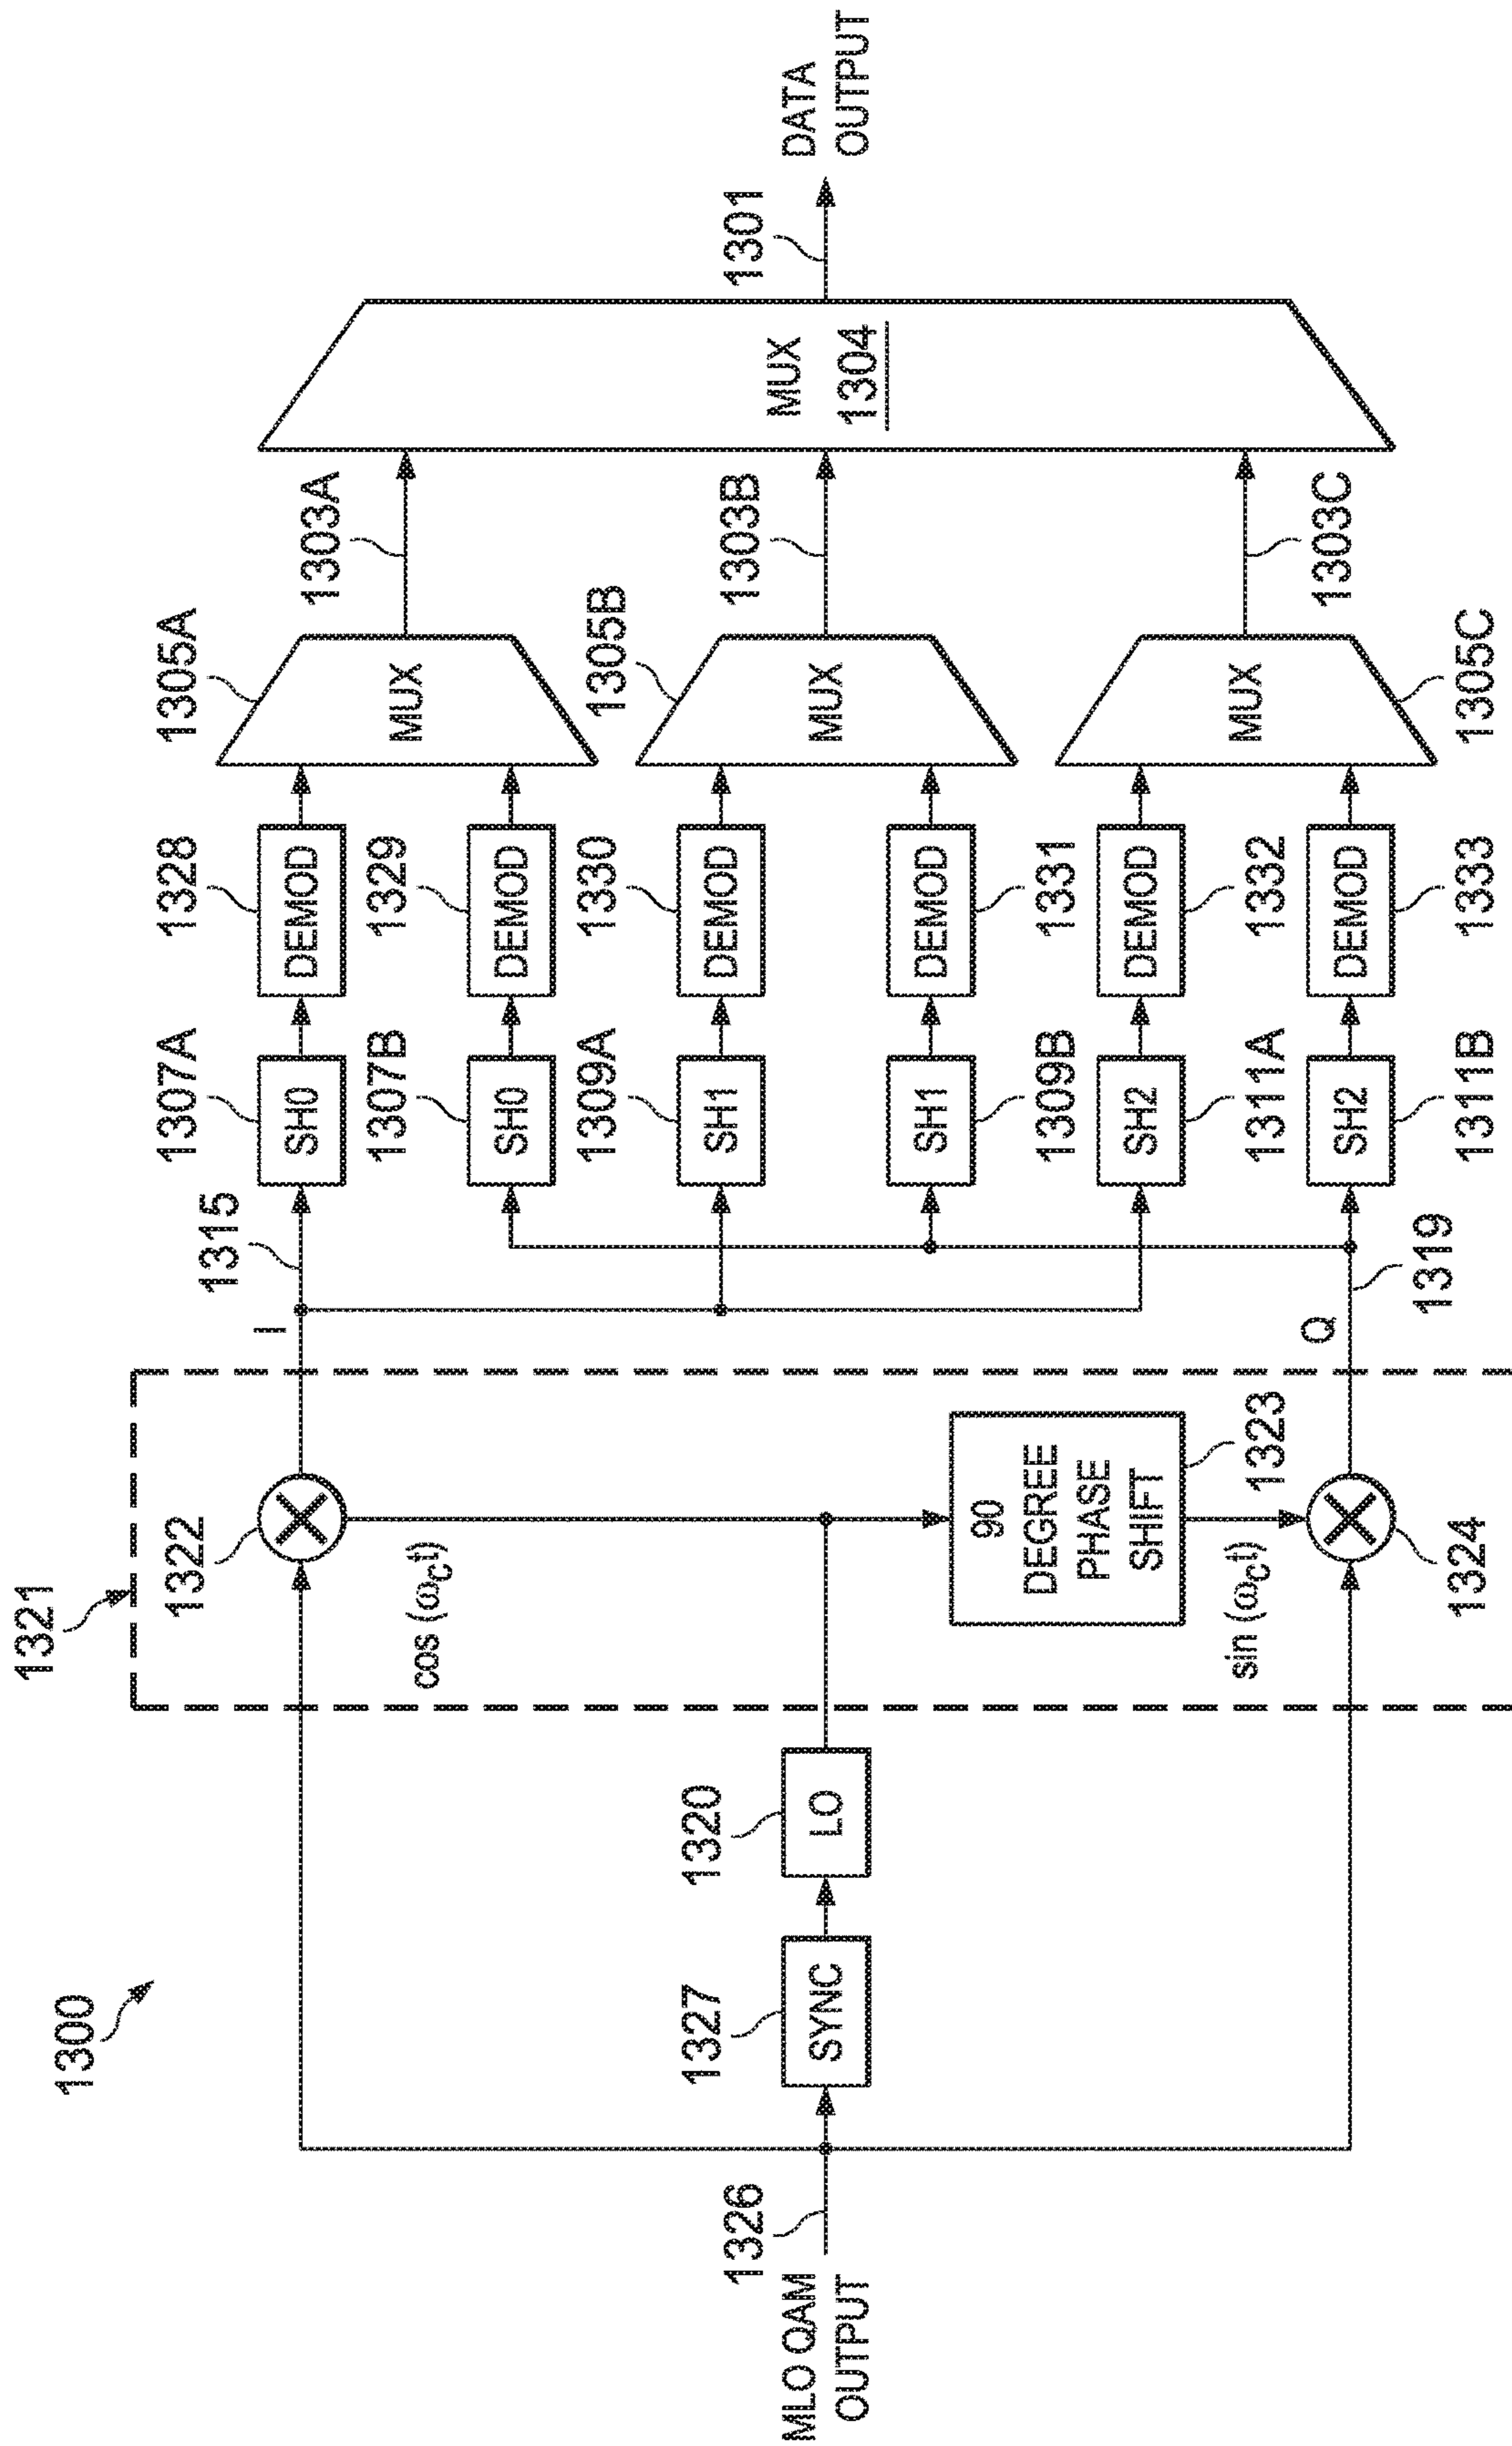 1300
1321
MLO QAM
OUTPUT
1326
1327
SYNC
1320
LO
1322
cos (ωct)
90
DEGREE
PHASE
SHIFT
1323
sin (ωct)
1324
I
1315
Q
1319
1307A
SH0
1328
DEMOD
1307B
SH0
1329
DEMOD
1309A
SH1
1330
DEMOD
SH1
1309B
DEMOD
1331
SH2
1311A
DEMOD
1332
SH2
1311B
DEMOD
1333
1305A
MUX
1305B
MUX
MUX
1305C
1303A
1303B
1303C
MUX
1304
1301
DATA
OUTPUT